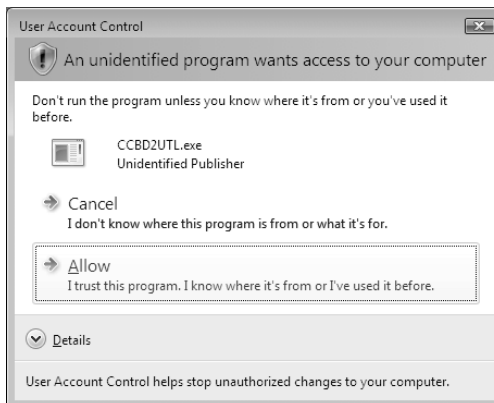 User Account Control
An unidentified program wants access to your computer
Don't run the program unless you know where it's from or you've used it
before.
CCBD2UTL.exe
Unidentified Publisher
Cancel
I don't know where this program is from or what it's for.
Allow
I trust this program. I know where it's from or I've used it before.
Details
User Account Control helps stop unauthorized changes to your computer.